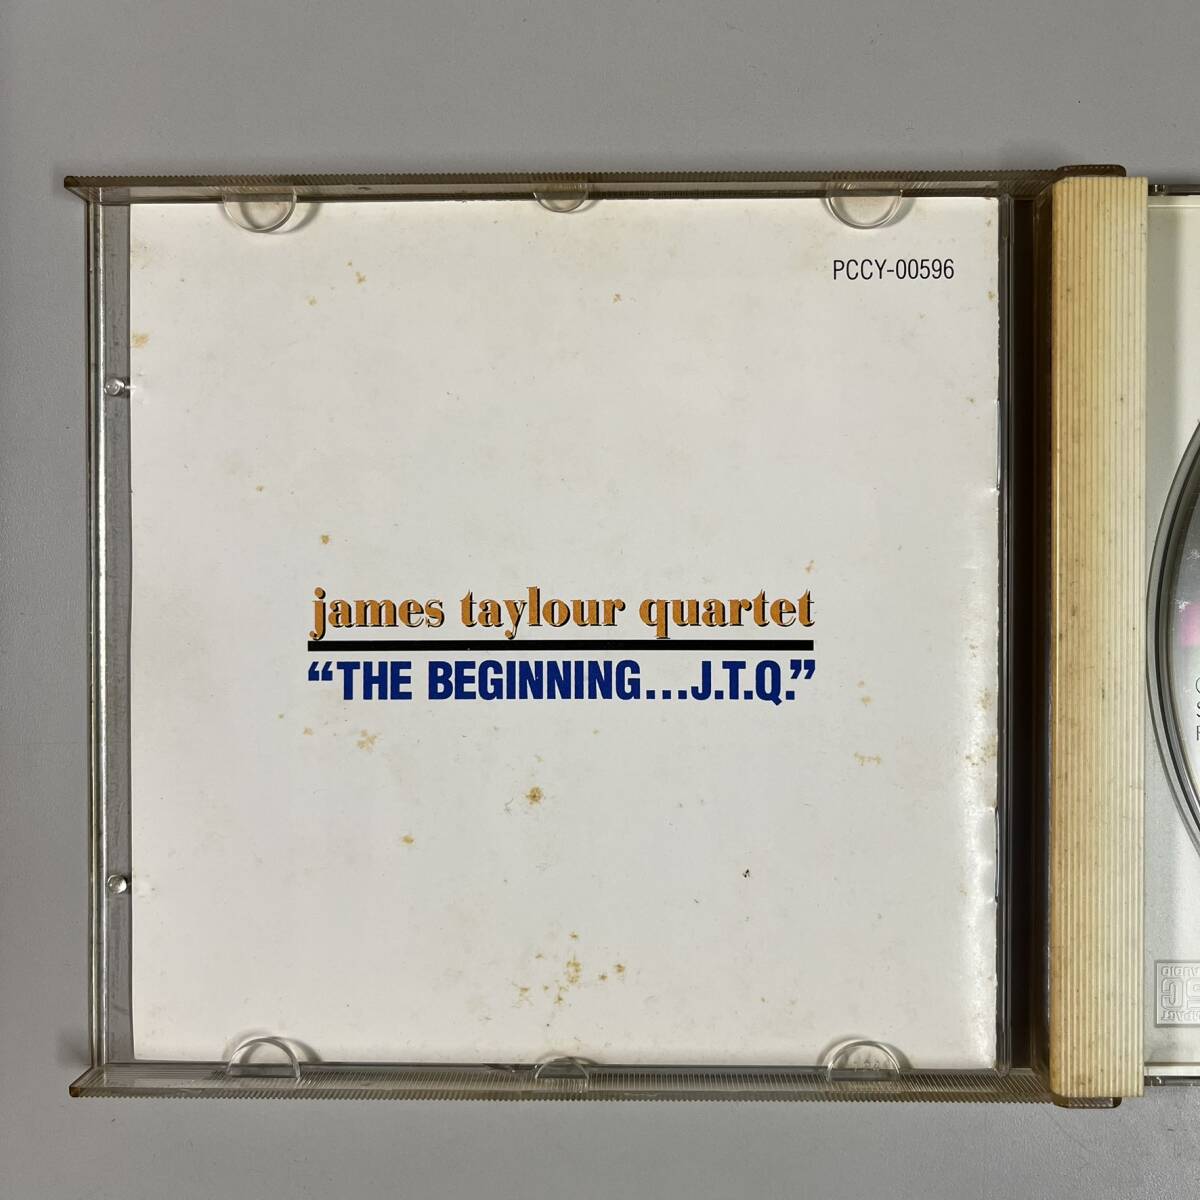 PCCY-00596
james taylour quartet
“THE BEGINNING...J.T.Q.”